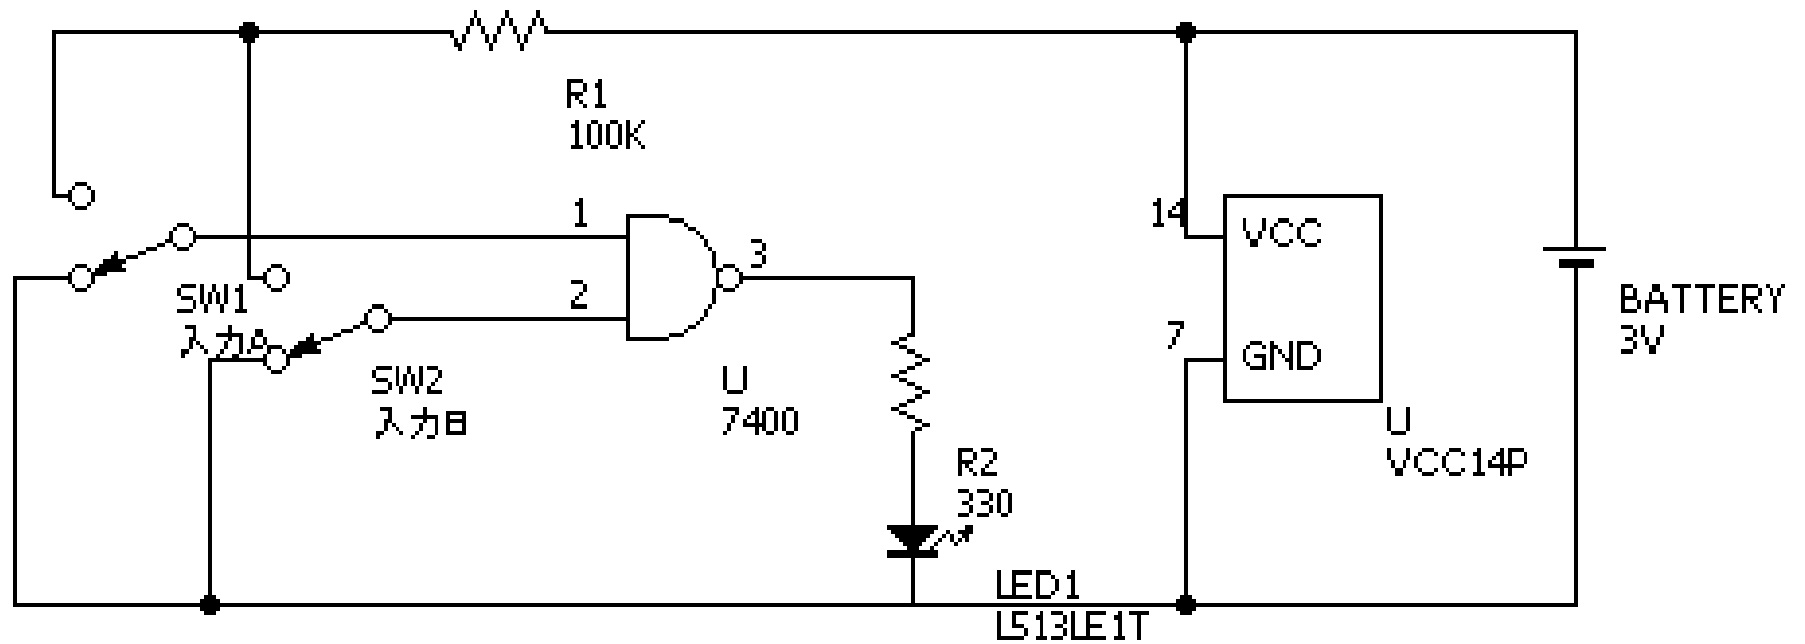 R1
100K
1
14
VCC
3
SW1
入力A
2
7
GND
BATTERY
3V
SW2
入力B
U
7400
U
VCC14P
R2
330
LED1
LS13LE1T